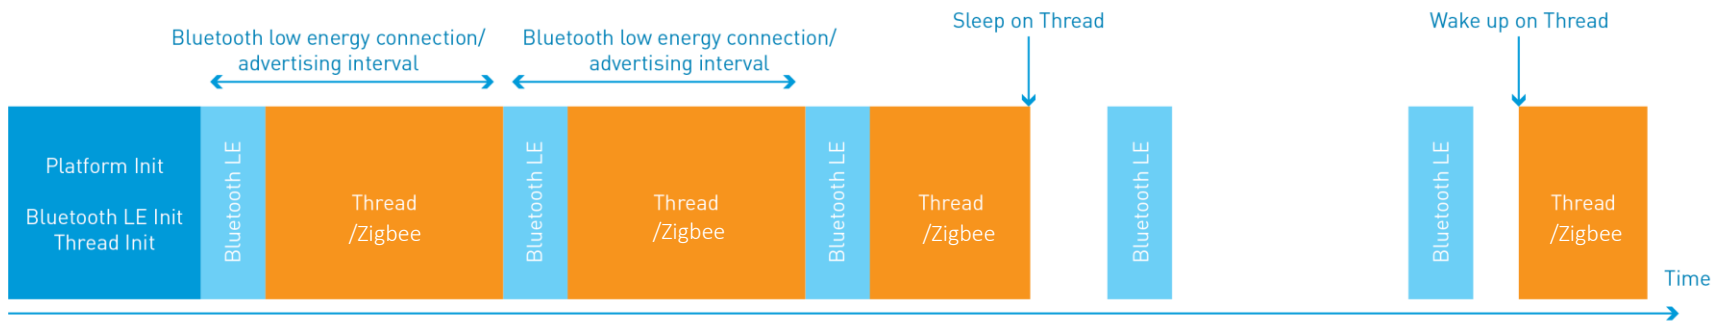 Sleep on Thread
Wake up on Thread
Bluetooth low energy connection/
advertising interval
Bluetooth low energy connection/
advertising interval
Platform Init
Bluetooth LE Init
Thread Init
Bluetooth LE
Thread
/Zigbee
Bluetooth LE
Thread
/Zigbee
Bluetooth LE
Thread
/Zigbee
Bluetooth LE
Bluetooth LE
Thread
/Zigbee
Time